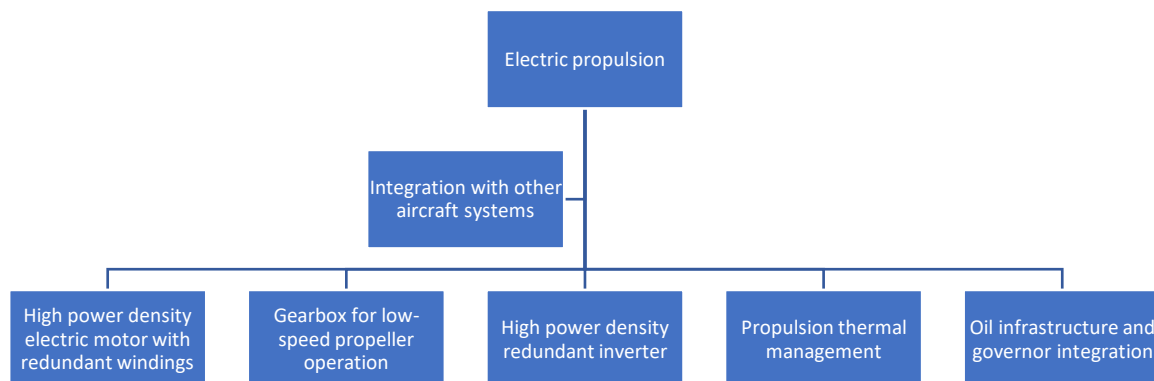 Electric propulsion
Integration with other
aircraft systems
High power density
electric motor with
redundant windings
Gearbox for low-
speed propeller
operation
High power density
redundant inverter
Propulsion thermal
management
Oil infrastructure and
governor integration